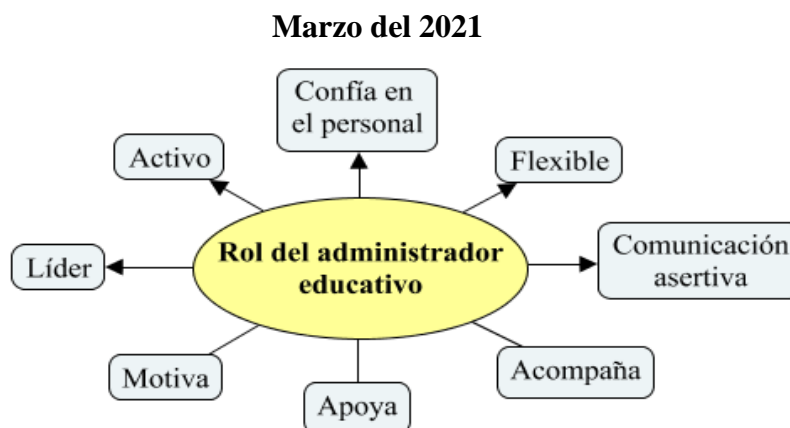 Marzo del 2021
Confía en
el personal
Activo
Flexible
Rol del administrador
educativo
Comunicación
asertiva
Líder
Motiva
Apoya
Acompaña